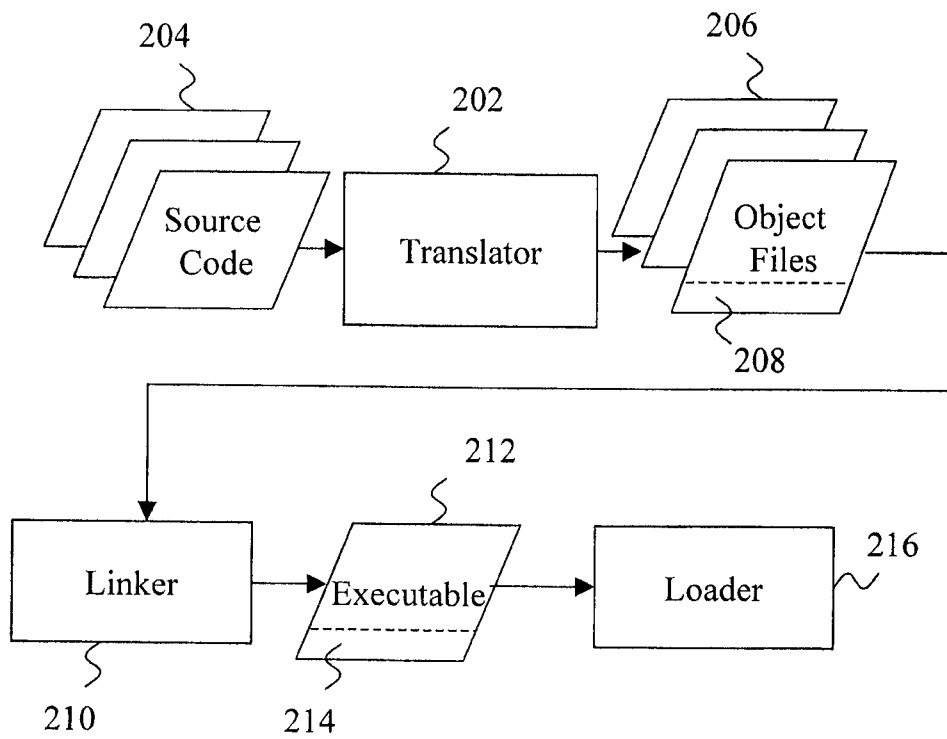 204
202
206
Source
Code
Translator
Object
Files
208
212
Linker
Executable
Loader
216
210
214